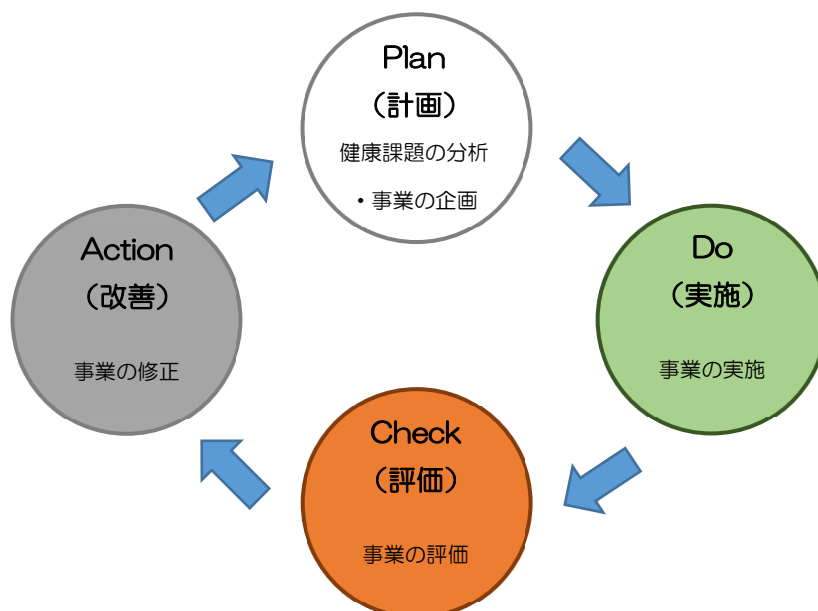 Plan
（計画）
健康課題の分析
・事業の企画
Do
（実施）
事業の実施
Check
（評価）
事業の評価
Action
（改善）
事業の修正